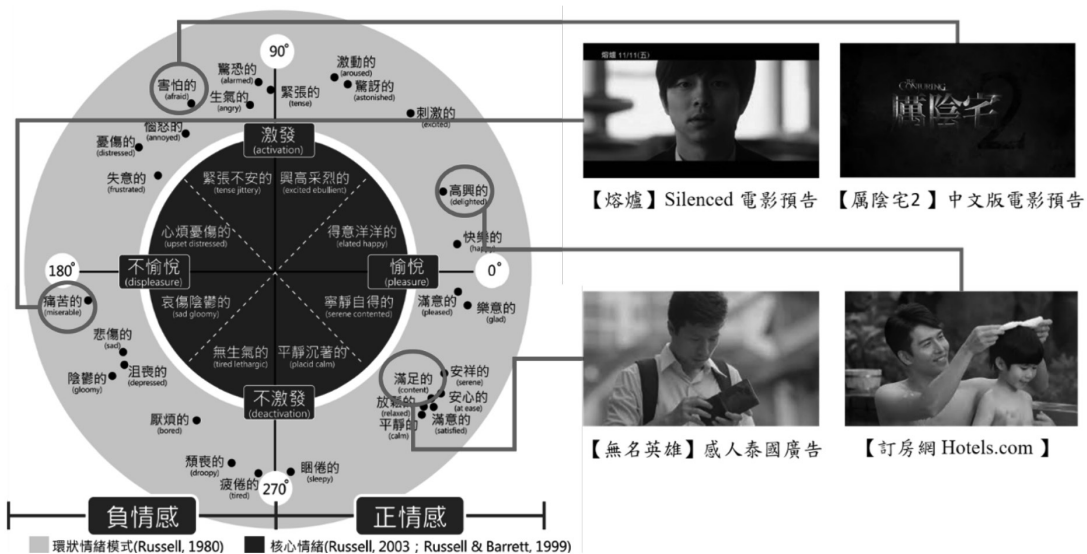 90°
激動的
(aroused)
驚恐的
(alarmed)
驚訝的
(astonished)
害怕的
(afraid)
緊張的
(tense)
生氣的
(angry)
刺激的
(excited)
惱怒的
(annoyed)
憂傷的
(distressed)
激發
(activation)
失意的
(frustrated)
緊張不安的
(tense jittery)
興高采烈的
(excited ebullient)
高興的
(delighted)
心煩憂傷的
(upset distressed)
得意洋洋的
(elated happy)
快樂的
(happy)
180°
不愉悅
(displeasure)
愉悅
(pleasure)
0°
痛苦的
(miserable)
哀傷陰鬱的
(sad gloomy)
寧靜自得的
(serene contented)
滿意的
(pleased)
樂意的
(glad)
悲傷的
(sad)
沮喪的
(depressed)
陰鬱的
(gloomy)
無生氣的
(tired lethargic)
平靜沉著的
(placid calm)
滿足的
(content)
安祥的
(serene)
不激發
(deactivation)
放鬆的
(relaxed)
安心的
(at ease)
平靜的
(calm)
滿意的
(satisfied)
厭煩的
(bored)
頹喪的
(droopy)
疲倦的
(tired)
270°
睏倦的
(sleepy)
負情感
正情感
環狀情緒模式(Russell, 1980)
核心情緒(Russell, 2003；Russell & Barrett, 1999)
熔爐 11/11(五)
THE CONJURING
厲陰宅2
【熔爐】Silenced 電影預告
【厲陰宅2 】中文版電影預告
【無名英雄】感人泰國廣告
【訂房網 Hotels.com 】